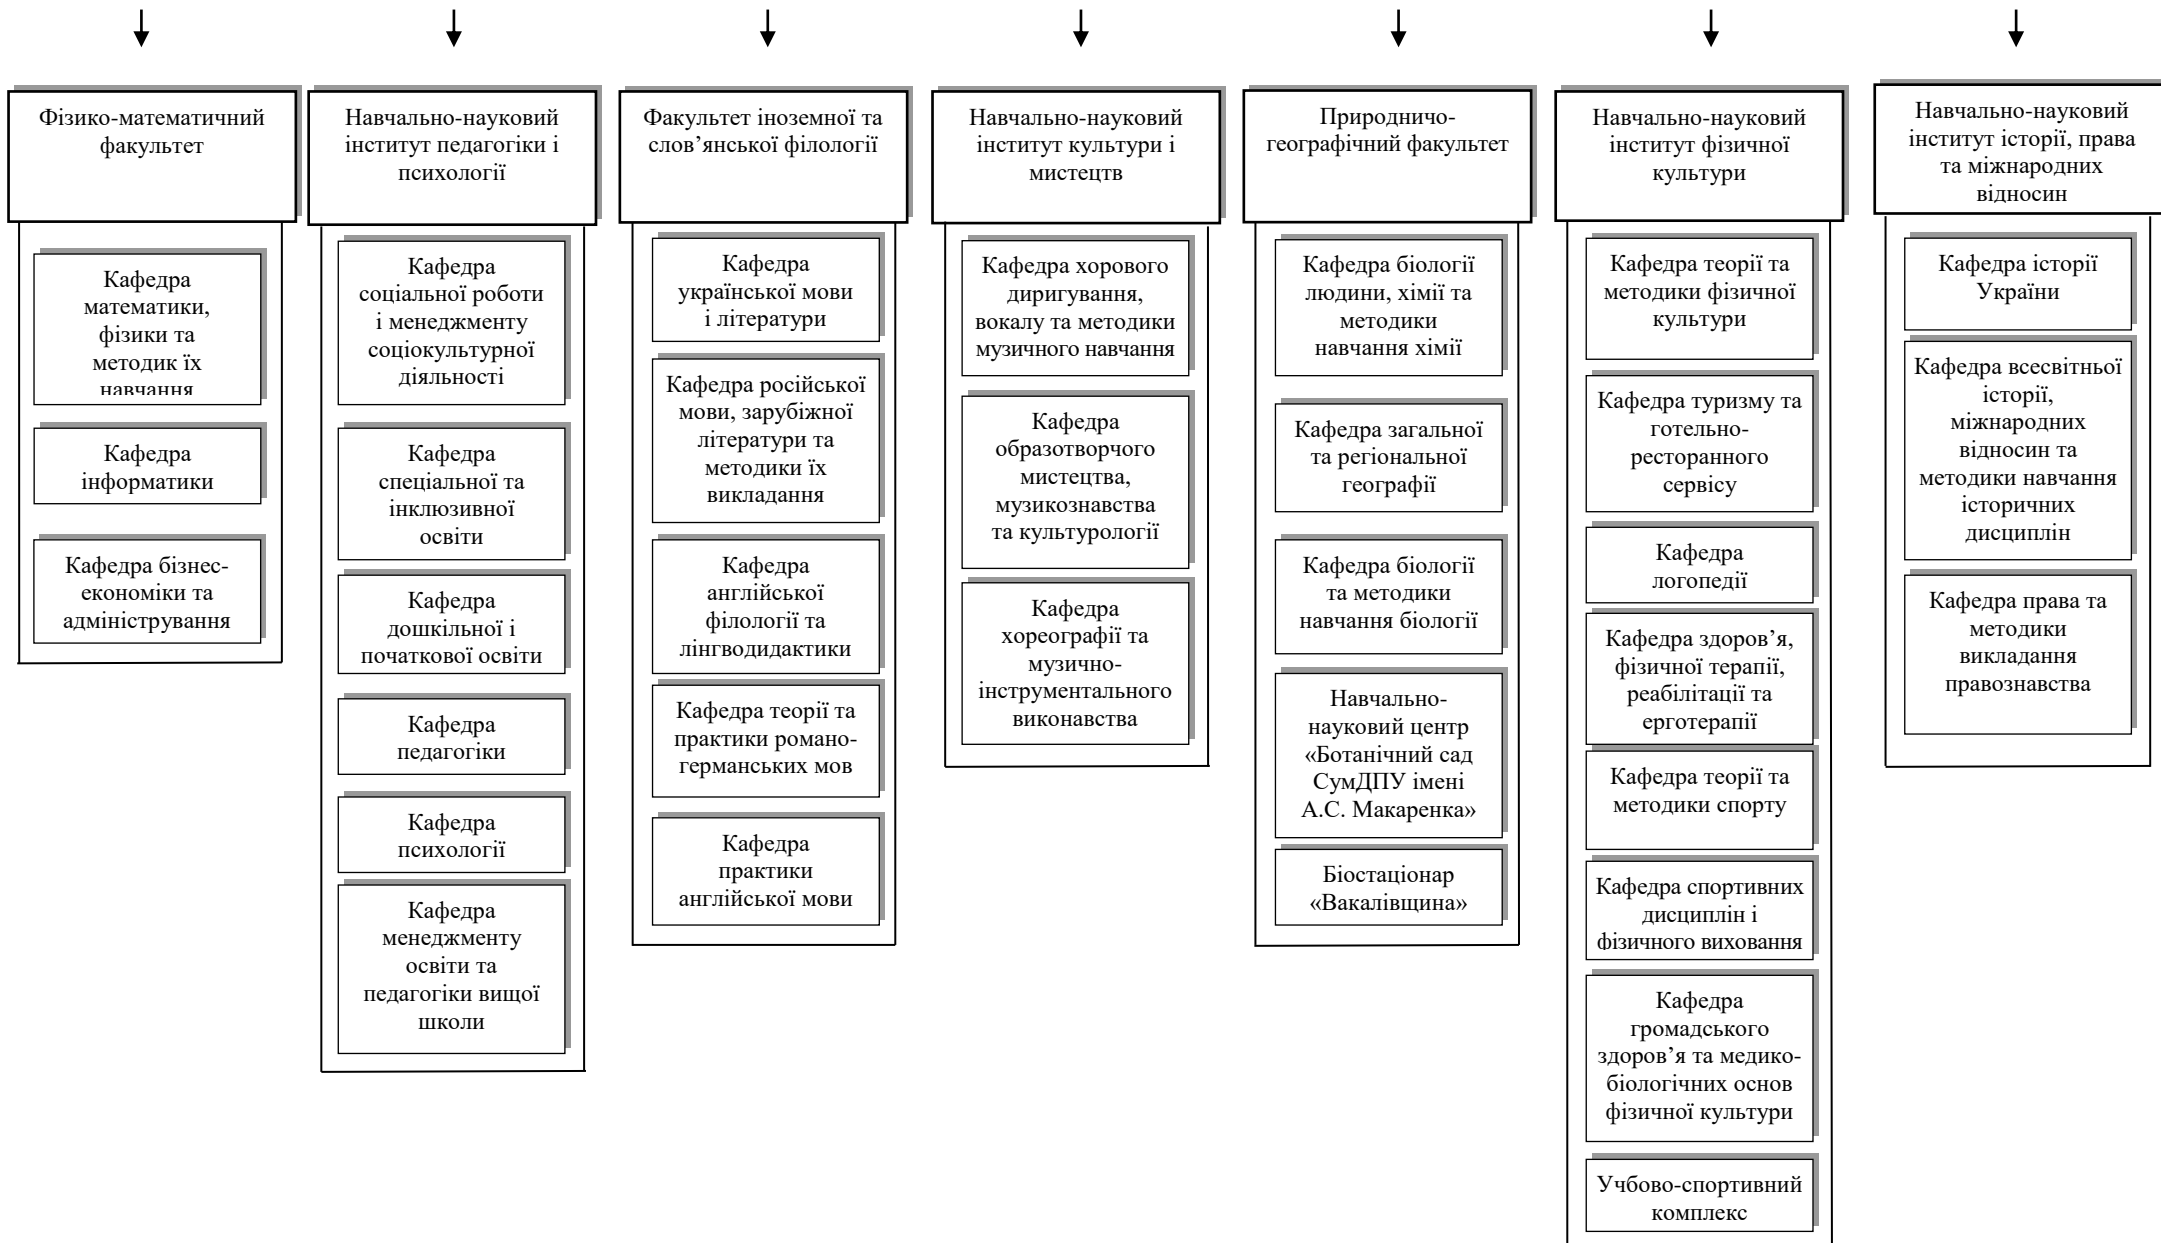 Фізико-математичний
факультет
Кафедра
математики,
фізики та
методик їх
навчання
Кафедра
інформатики
Кафедра бізнес-
економіки та
адміністрування
Навчально-науковий
інститут педагогіки і
психології
Кафедра
соціальної роботи
і менеджменту
соціокультурної
діяльності
Кафедра
спеціальної та
інклюзивної
освіти
Кафедра
дошкільної і
початкової освіти
Кафедра
педагогіки
Кафедра
психології
Кафедра
менеджменту
освіти та
педагогіки вищої
школи
Факультет іноземної та
слов’янської філології
Кафедра
української мови
і літератури
Кафедра російської
мови, зарубіжної
літератури та
методики їх
викладання
Кафедра
англійської
філології та
лінгводидактики
Кафедра теорії та
практики романо-
германських мов
Кафедра
практики
англійської мови
Навчально-науковий
інститут культури і
мистецтв
Кафедра хорового
диригування,
вокалу та методики
музичного навчання
Кафедра
образотворчого
мистецтва,
музикознавства
та культурології
Кафедра
хореографії та
музично-
інструментального
виконавства
Природничо-
географічний факультет
Кафедра біології
людини, хімії та
методики
навчання хімії
Кафедра загальної
та регіональної
географії
Кафедра біології
та методики
навчання біології
Навчально-
науковий центр
«Ботанічний сад
СумДПУ імені
А.С. Макаренка»
Біостаціонар
«Вакалівщина»
Навчально-науковий
інститут фізичної
культури
Кафедра теорії та
методики фізичної
культури
Кафедра туризму та
готельно-
ресторанного
сервісу
Кафедра
логопедії
Кафедра здоров’я,
фізичної терапії,
реабілітації та
ерготерапії
Кафедра теорії та
методики спорту
Кафедра спортивних
дисциплін і
фізичного виховання
Кафедра
громадського
здоров’я та медико-
біологічних основ
фізичної культури
Учбово-спортивний
комплекс
Навчально-науковий
інститут історії, права
та міжнародних
відносин
Кафедра історії
України
Кафедра всесвітньої
історії,
міжнародних
відносин та
методики навчання
історичних
дисциплін
Кафедра права та
методики
викладання
правознавства